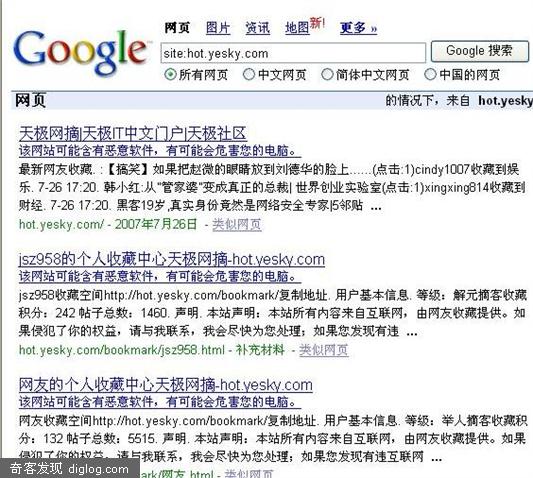 网页 图片 资讯 地图新! 更多 »
Google™
site:hot.yesky.com Google 搜索
所有网页 中文网页 简体中文网页 中国的网页
网页 的情况下，来自 hot.yesky
天极网摘|天极IT中文门户|天极社区
该网站可能含有恶意软件，有可能会危害您的电脑。
最新网友收藏. :【搞笑】如果把赵微的眼睛放到刘德华的脸上……(点击:1)cindy1007收藏到娱
乐. 7-26 17:20. 韩小红:从"管家婆"变成真正的总裁| 世界创业实验室(点击:1)xingxing814收藏到
财经. 7-26 17:20. 黑客19岁,真实身份竟然是网络安全专家|5邻贴 ...
hot.yesky.com/ - 2007年7月26日 - 类似网页
jsz958的个人收藏中心天极网摘-hot.yesky.com
该网站可能含有恶意软件，有可能会危害您的电脑。
jsz958收藏空间http://hot.yesky.com/bookmark/复制地址. 用户基本信息. 等级：解元摘客收藏
积分：242 帖子总数：1460. 声明. 本站声明：本站所有内容来自互联网，由网友收藏提供。如
果侵犯了你的权益，请与我联系，我会尽快为您处理；如果您发现有违 ...
hot.yesky.com/bookmark/jsz958.html - 补充材料 - 类似网页
网友的个人收藏中心天极网摘-hot.yesky.com
该网站可能含有恶意软件，有可能会危害您的电脑。
网友收藏空间http://hot.yesky.com/bookmark/复制地址. 用户基本信息. 等级：举人摘客收藏积
分：132 帖子总数：5515. 声明. 本站声明：本站所有内容来自互联网，由网友收藏提供。如果
侵犯了你的权益，请与我联系，我会尽快为您处理；如果您发现有违互联网 ...
奇客发现 diglog.com mark/网友.html - 类似网页